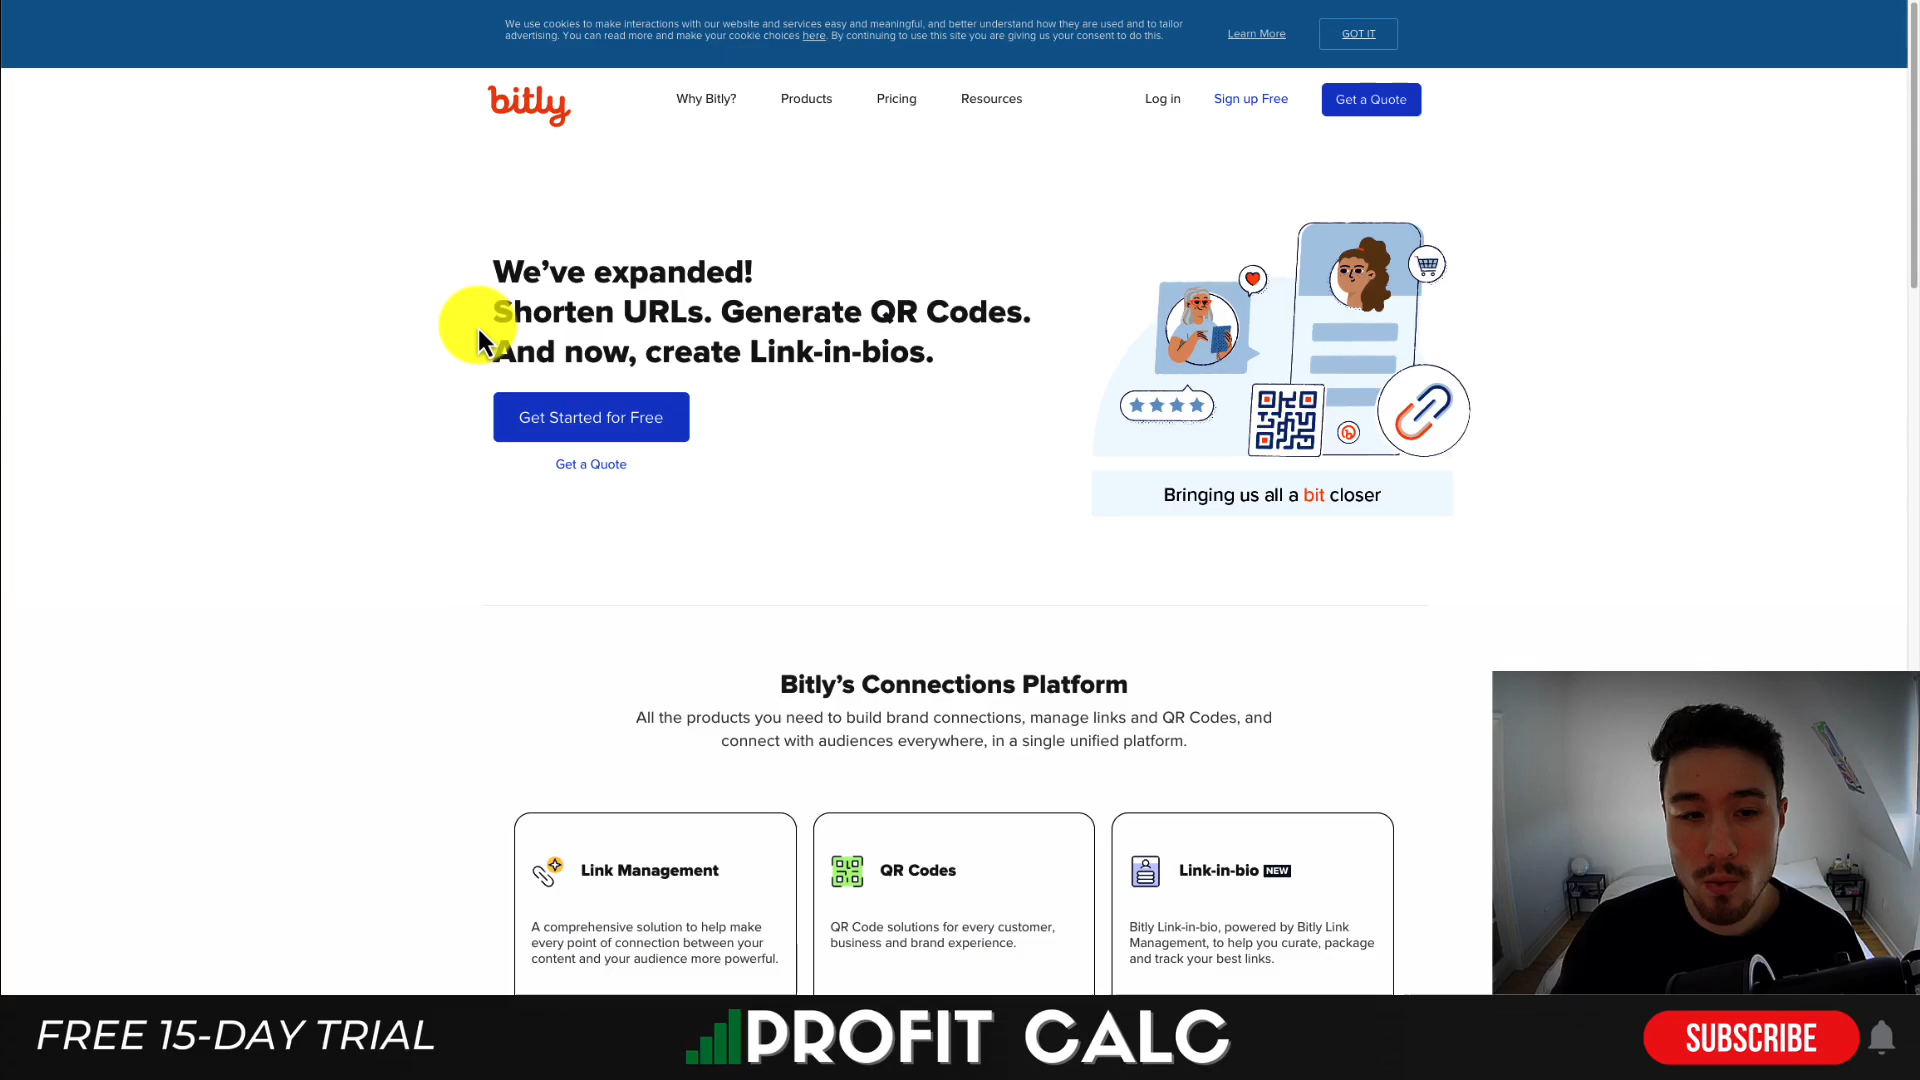 We use cookies to make interactions with our website and services easy and meaningful, and better understand how they are used and to tailor
advertising. You can read more and make your cookie choices here. By continuing to use this site you are giving us your consent to do this.
Learn More
GOT IT
bitly
Why Bitly?
Products
Pricing
Resources
Log in
Sign up Free
Get a Quote
We've expanded!
Shorten URLs. Generate QR Codes.
And now, create Link-in-bios.
Get Started for Free
Get a Quote
Bringing us all a bit closer
Bitly's Connections Platform
All the products you need to build brand connections, manage links and QR Codes, and
connect with audiences everywhere, in a single unified platform.
Link Management
A comprehensive solution to help make
every point of connection between your
content and your audience more powerful.
QR Codes
QR Code solutions for every customer,
business and brand experience.
Link-in-bio NEW
Bitly Link-in-bio, powered by Bitly Link
Management, to help you curate, package
and track your best links.
FREE 15-DAY TRIAL
PROFIT CALC
SUBSCRIBE